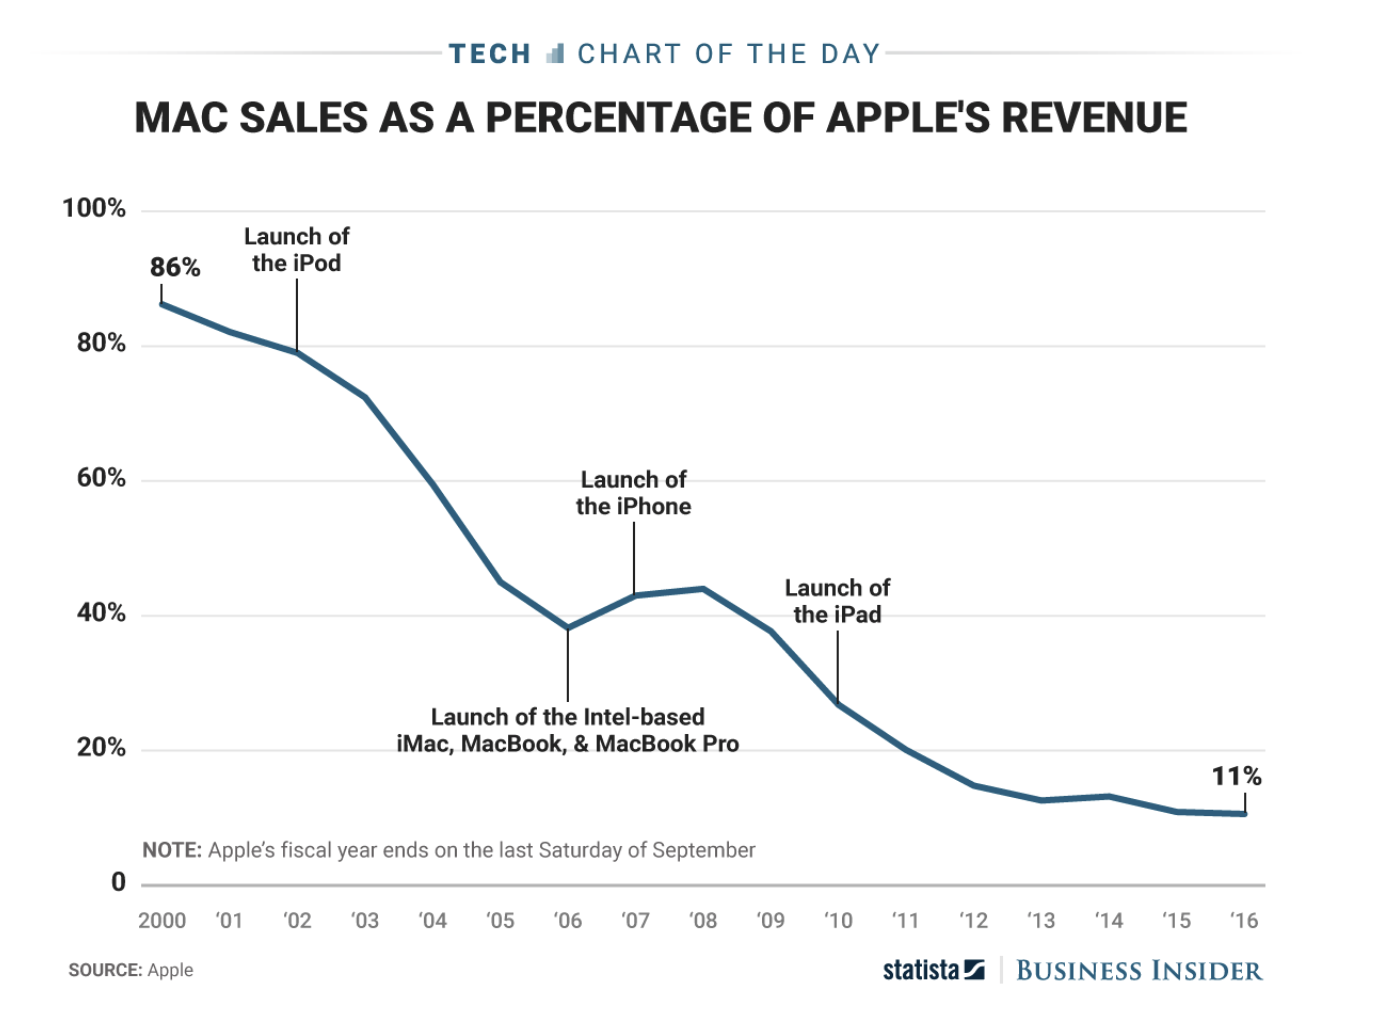 TECH CHART OF THE DAY
MAC SALES AS A PERCENTAGE OF APPLE'S REVENUE
100%
80%
60%
40%
20%
0
86%
Launch of
the iPod
Launch of
the iPhone
Launch of
the iPad
Launch of the Intel-based
iMac, MacBook, & MacBook Pro
11%
NOTE: Apple’s fiscal year ends on the last Saturday of September
2000 ‘01 ‘02 ‘03 ‘04 ‘05 ‘06 ‘07 ‘08 ‘09 ‘10 ‘11 ‘12 ‘13 ‘14 ‘15 ‘16
SOURCE: Apple
statista | BUSINESS INSIDER